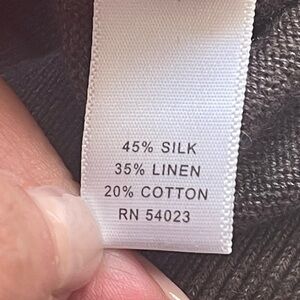 45% SILK
35% LINEN
20% COTTON
RN 54023